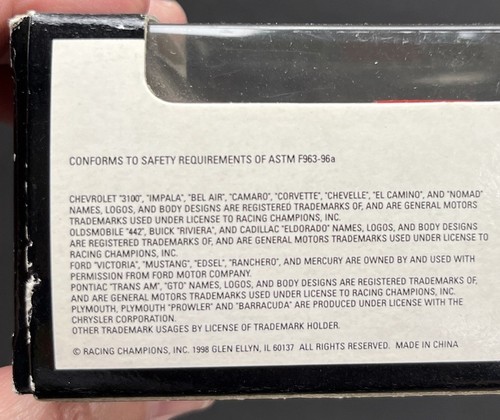 CONFORMS TO SAFETY REQUIREMENTS OF ASTM F963-96a
CHEVROLET "3100", "IMPALA", "BEL AIR", "CAMARO", "CORVETTE", "CHEVELLE", "EL CAMINO", AND "NOMAD"
NAMES, LOGOS, AND BODY DESIGNS ARE REGISTERED TRADEMARKS OF, AND ARE GENERAL MOTORS
TRADEMARKS USED UNDER LICENSE TO RACING CHAMPIONS, INC.
OLDSMOBILE "442", BUICK "RIVIERA", AND CADILLAC "ELDORADO" NAMES, LOGOS, AND BODY DESIGNS
ARE REGISTERED TRADEMARKS OF, AND ARE GENERAL MOTORS TRADEMARKS USED UNDER LICENSE TO
RACING CHAMPIONS, INC.
FORD "VICTORIA", "MUSTANG", "EDSEL", "RANCHERO", AND MERCURY ARE OWNED BY AND USED WITH
PERMISSION FROM FORD MOTOR COMPANY.
PONTIAC "TRANS AM", "GTO" NAMES, LOGOS, AND BODY DESIGNS ARE REGISTERED TRADEMARKS OF,
AND ARE GENERAL MOTORS TRADEMARKS USED UNDER LICENSE TO RACING CHAMPIONS, INC.
PLYMOUTH, PLYMOUTH "PROWLER" AND "BARRACUDA" ARE PRODUCED UNDER LICENSE WITH THE
CHRYSLER CORPORATION.
OTHER TRADEMARK USAGES BY LICENSE OF TRADEMARK HOLDER.
© RACING CHAMPIONS, INC. 1998 GLEN ELLYN, IL 60137 ALL RIGHTS RESERVED. MADE IN CHINA